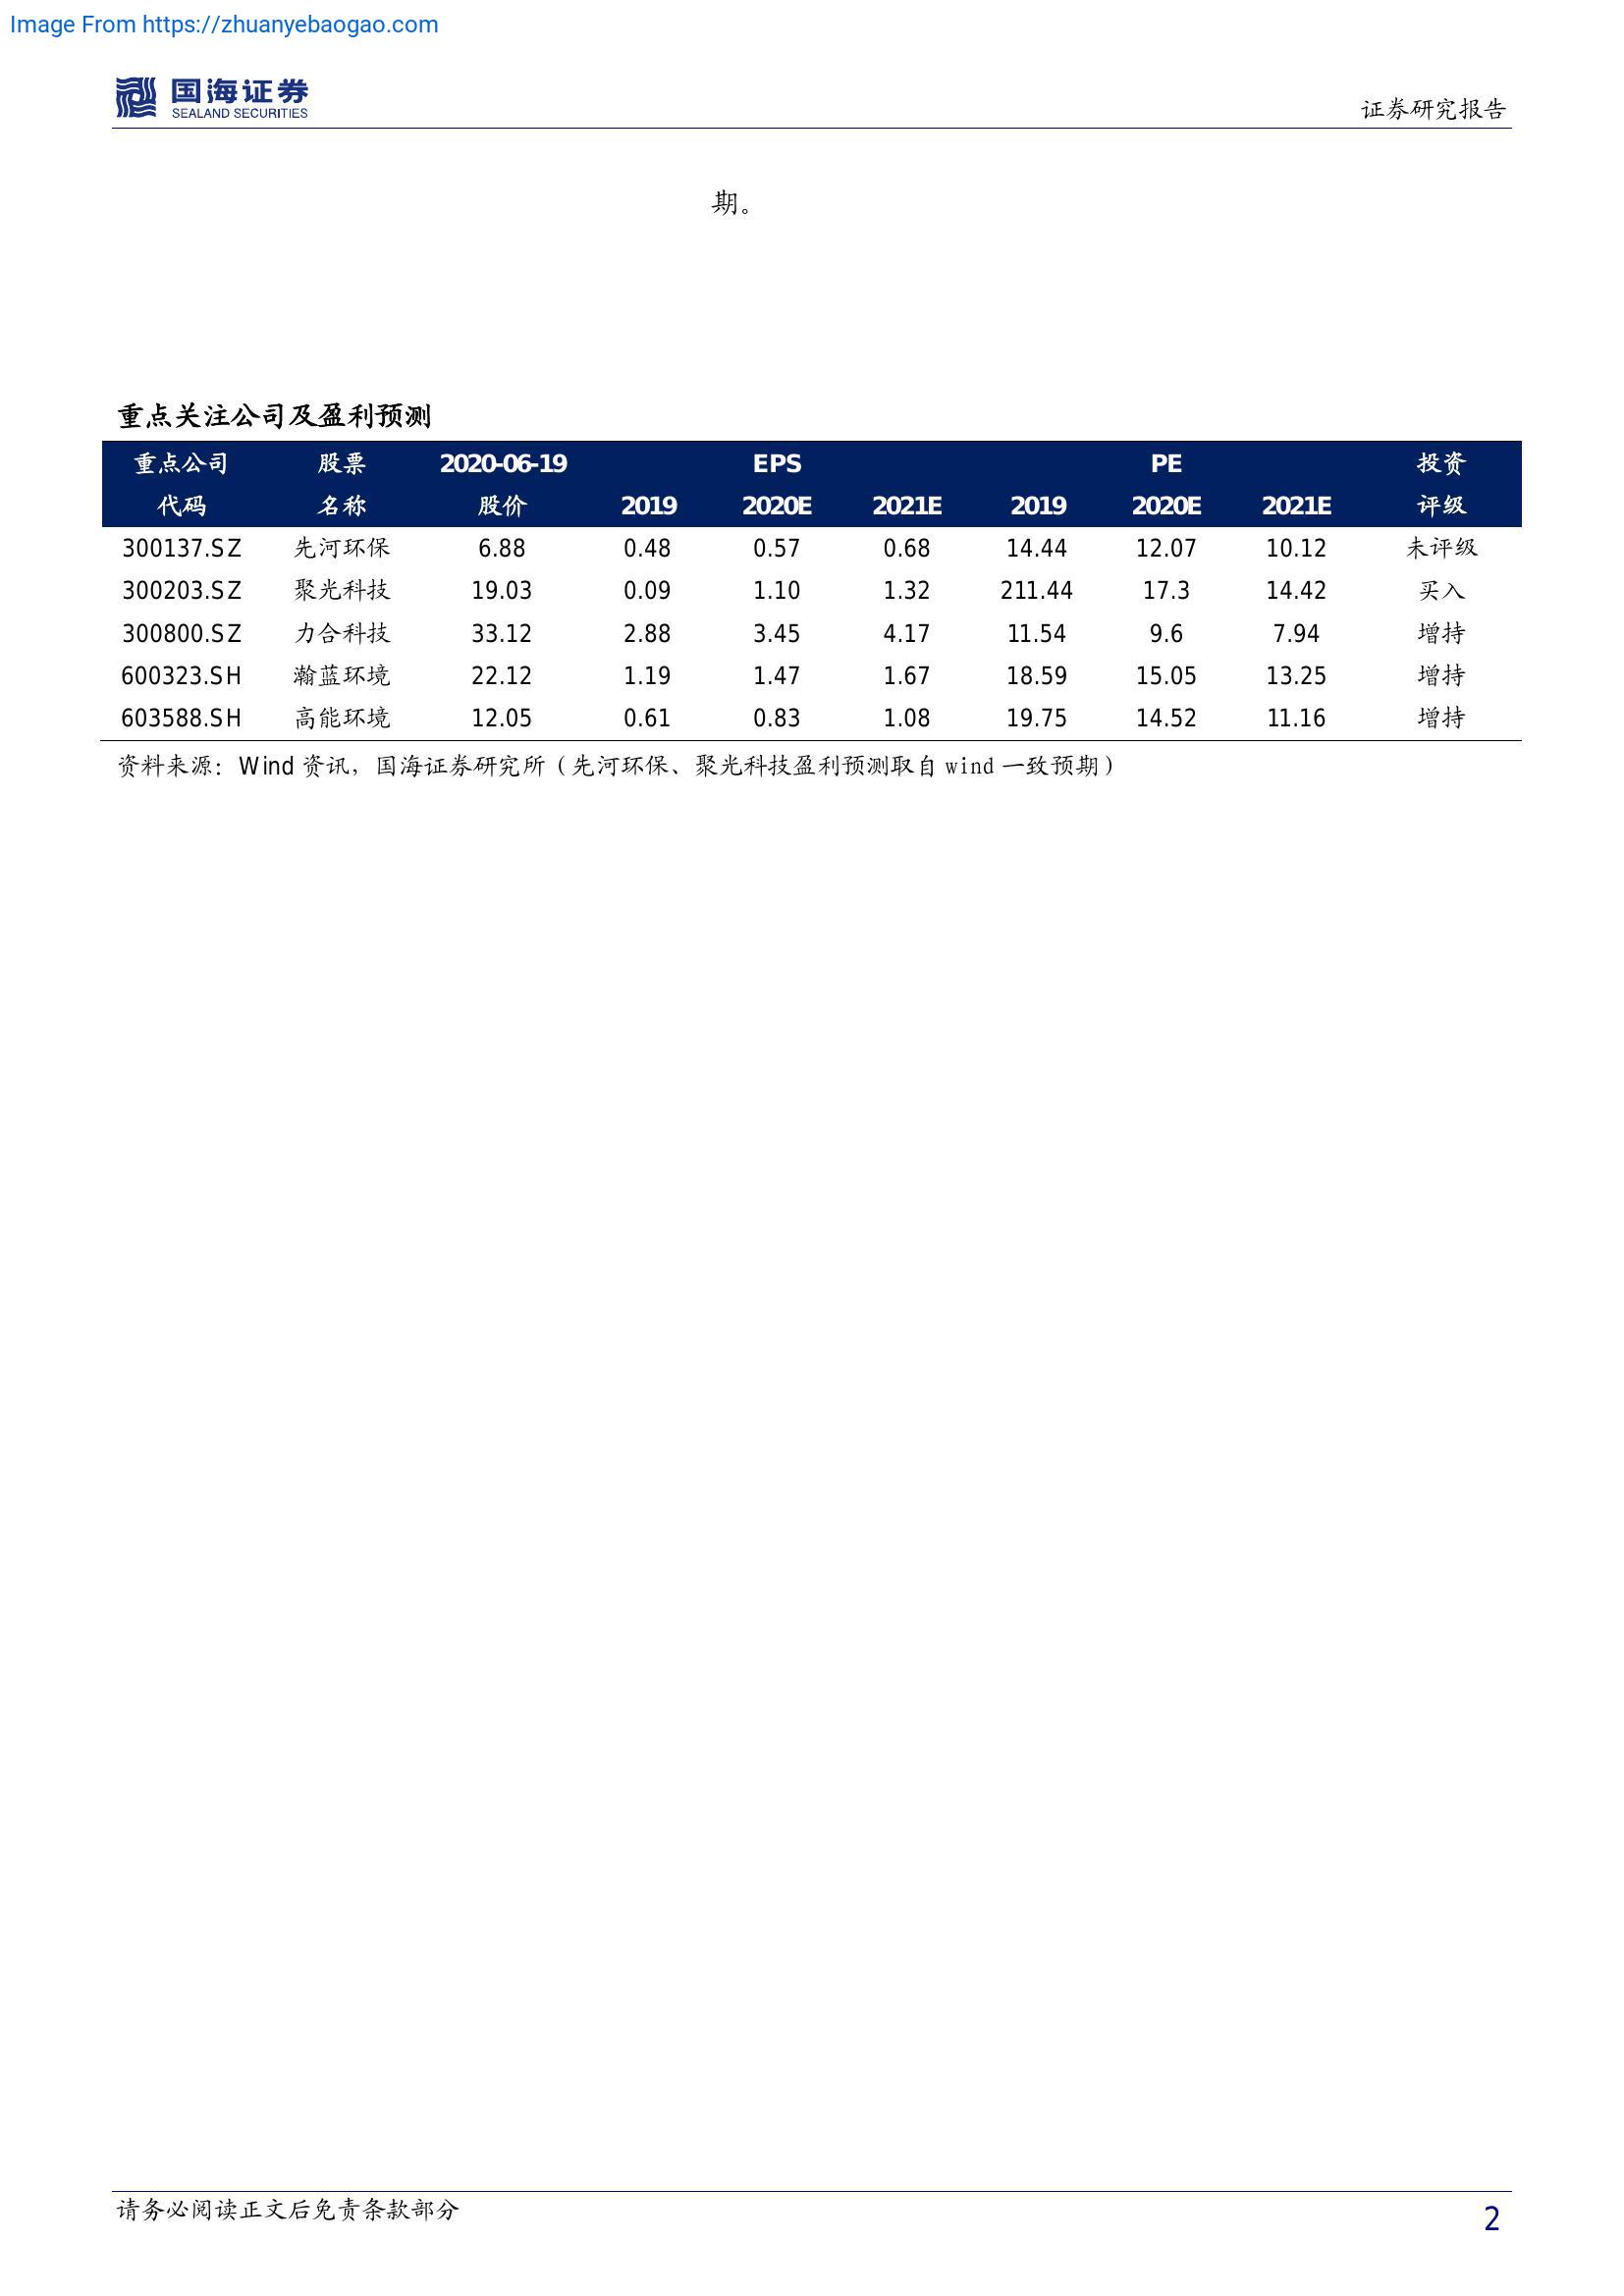 Image From https://zhuanyebaogao.com
国海证券
SEALAND SECURITIES
证券研究报告
期。
重点关注公司及盈利预测
重点公司 股票 2020-06-19 EPS PE 投资
代码 名称 股价 2019 2020E 2021E 2019 2020E 2021E 评级
300137.SZ 先河环保 6.88 0.48 0.57 0.68 14.44 12.07 10.12 未评级
300203.SZ 聚光科技 19.03 0.09 1.10 1.32 211.44 17.3 14.42 买入
300800.SZ 力合科技 33.12 2.88 3.45 4.17 11.54 9.6 7.94 增持
600323.SH 瀚蓝环境 22.12 1.19 1.47 1.67 18.59 15.05 13.25 增持
603588.SH 高能环境 12.05 0.61 0.83 1.08 19.75 14.52 11.16 增持
资料来源：Wind 资讯，国海证券研究所（先河环保、聚光科技盈利预测取自 wind 一致预期）
请务必阅读正文后免责条款部分
2